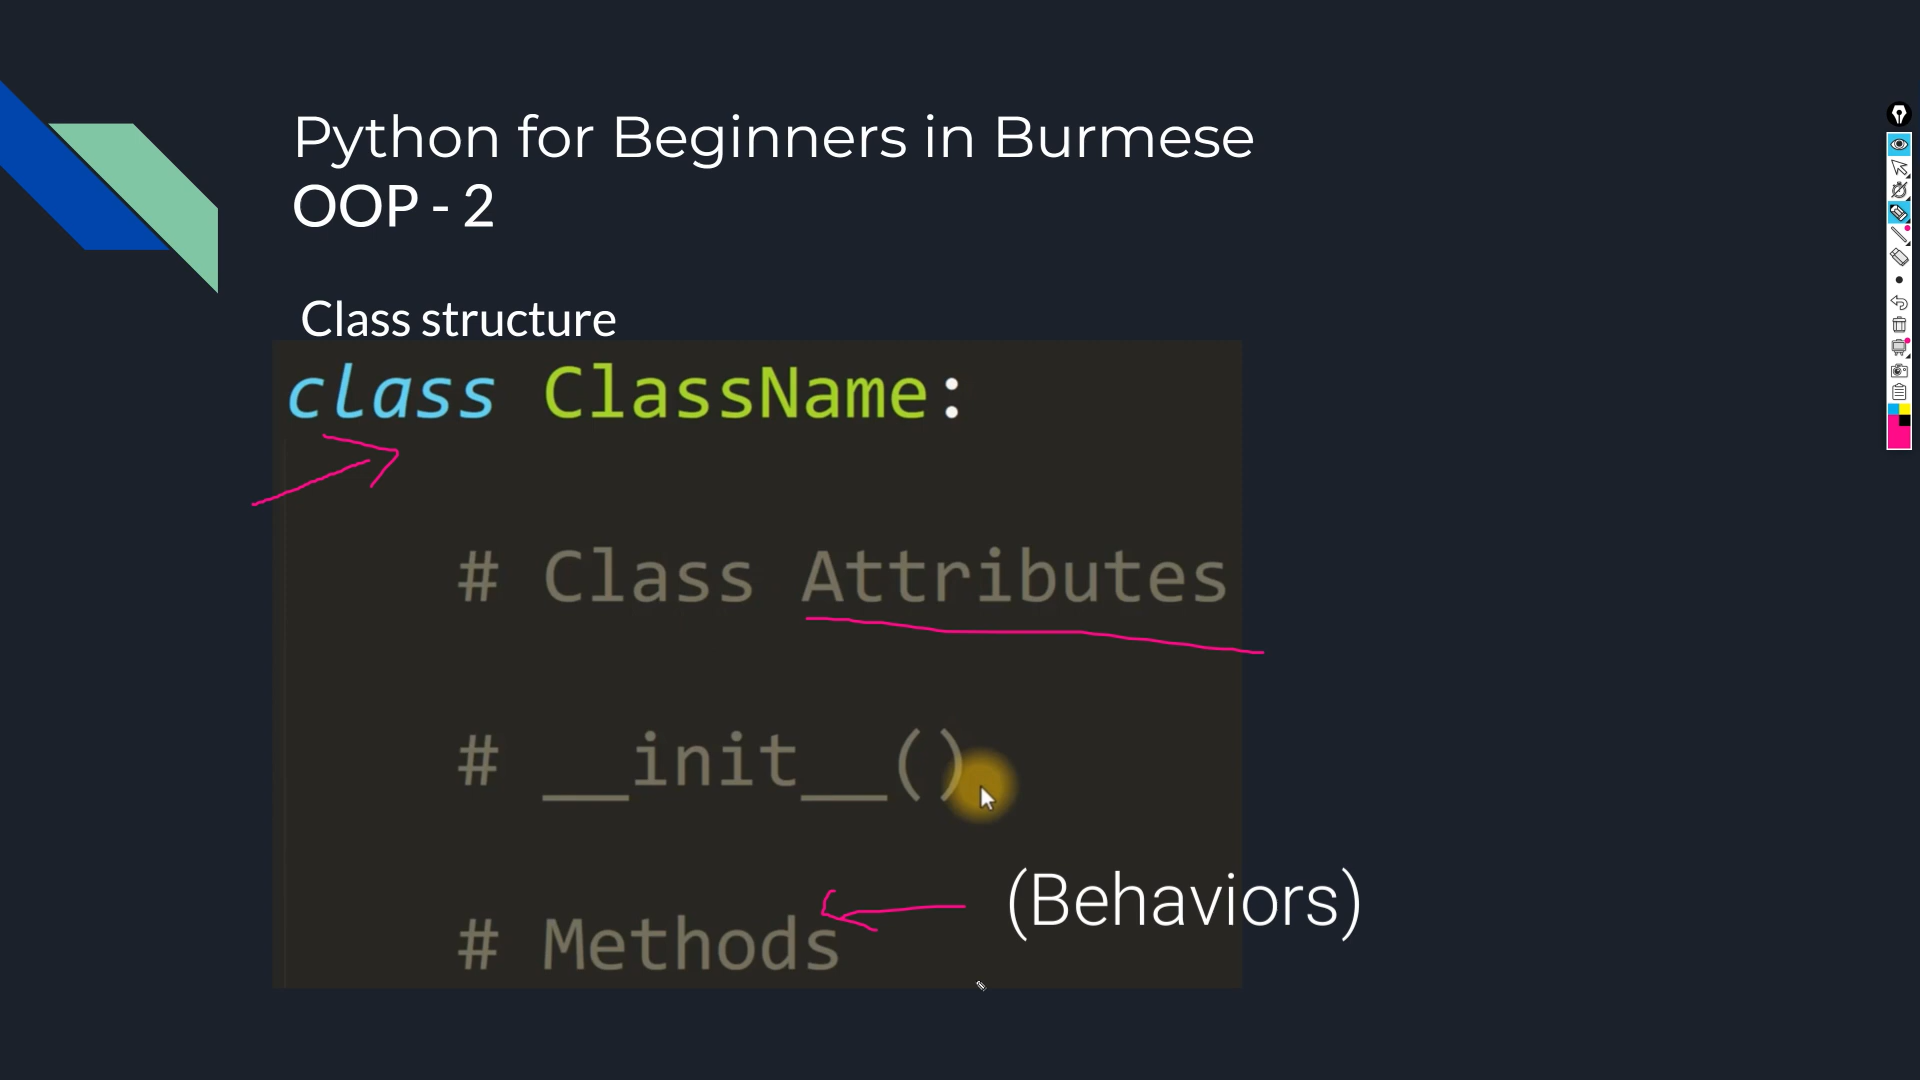 Python for Beginners in Burmese
OOP - 2
Class structure
class ClassName:
# Class Attributes
# __init__()
(Behaviors)
# Methods